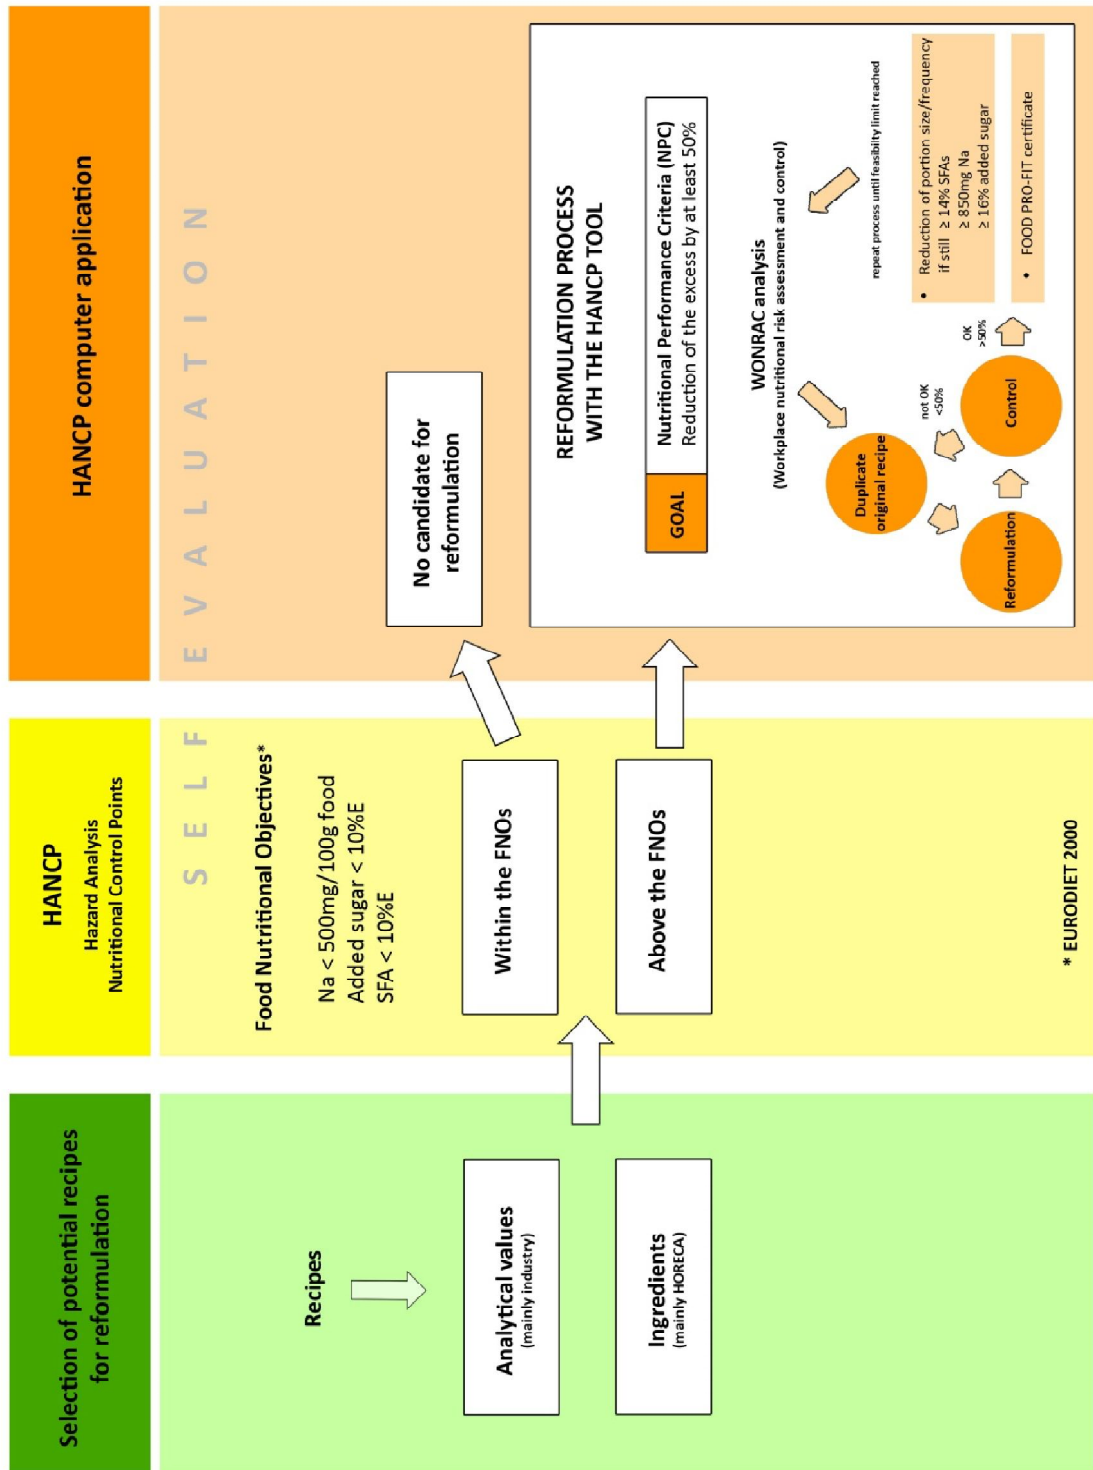 Selection of potential recipes
for reformulation
Recipes
Analytical values
(mainly industry)
Ingredients
(mainly HORECA)
HANCP
Hazard Analysis
Nutritional Control Points
SELF EVALUATION
Food Nutritional Objectives*
Na < 500mg/100g food
Added sugar < 10%E
SFA < 10%E
Within the FNOs
Above the FNOs
* EURODIET 2000
HANCP computer application
No candidate for
reformulation
REFORMULATION PROCESS
WITH THE HANCP TOOL
GOAL
Nutritional Performance Criteria (NPC)
Reduction of the excess by at least 50%
WONRAC analysis
(Workplace nutritional risk assessment and control)
Duplicate
original recipe
Reformulation
Control
not OK
<50%
OK
>50%
repeat process until feasibilty limit reached
• Reduction of portion size/frequency
if still ≥ 14% SFAs
≥ 850mg Na
≥ 16% added sugar
• FOOD PRO-FIT certificate